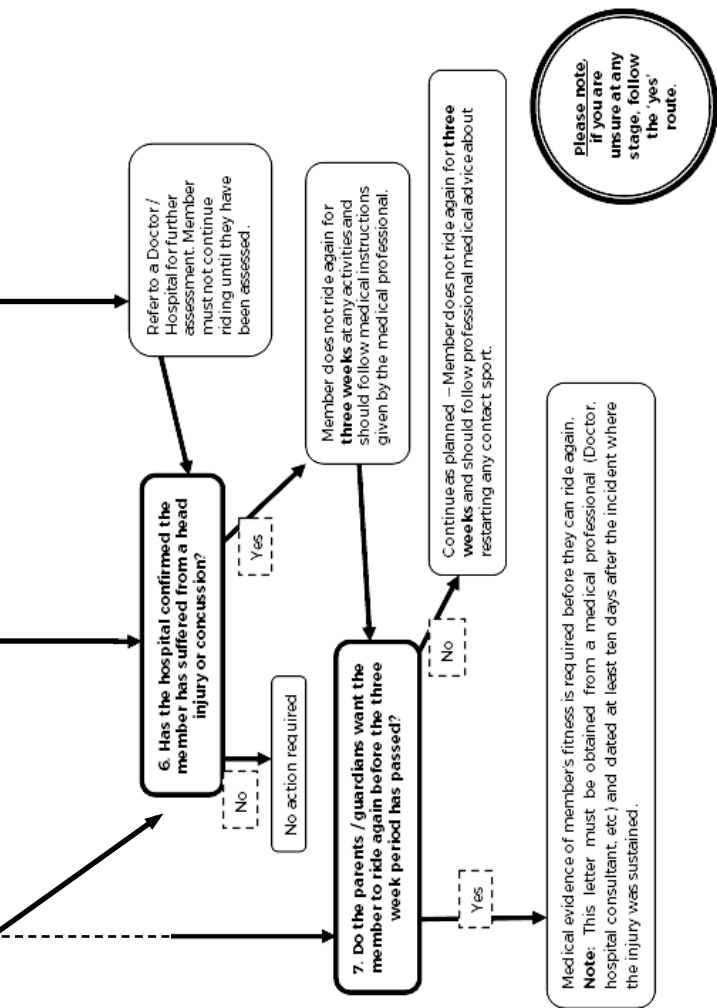 Refer to a Doctor /
Hospital for further
assessment. Member
must not continue
riding until they have
been assessed.
6. Has the hospital confirmed the
member has suffered from a head
injury or concussion?
Yes
No
No action required
Member does not ride again for
three weeks at any activities and
should follow medical instructions
given by the medical professional.
7. Do the parents / guardians want the
member to ride again before the three
week period has passed?
No
Continue as planned – Member does not ride again for three
weeks and should follow professional medical advice about
restarting any contact sport.
Yes
Medical evidence of member's fitness is required before they can ride again.
Note: This letter must be obtained from a medical professional (Doctor,
hospital consultant, etc) and dated at least ten days after the incident where
the injury was sustained.
Please note,
if you are
unsure at any
stage, follow
the 'yes'
route.